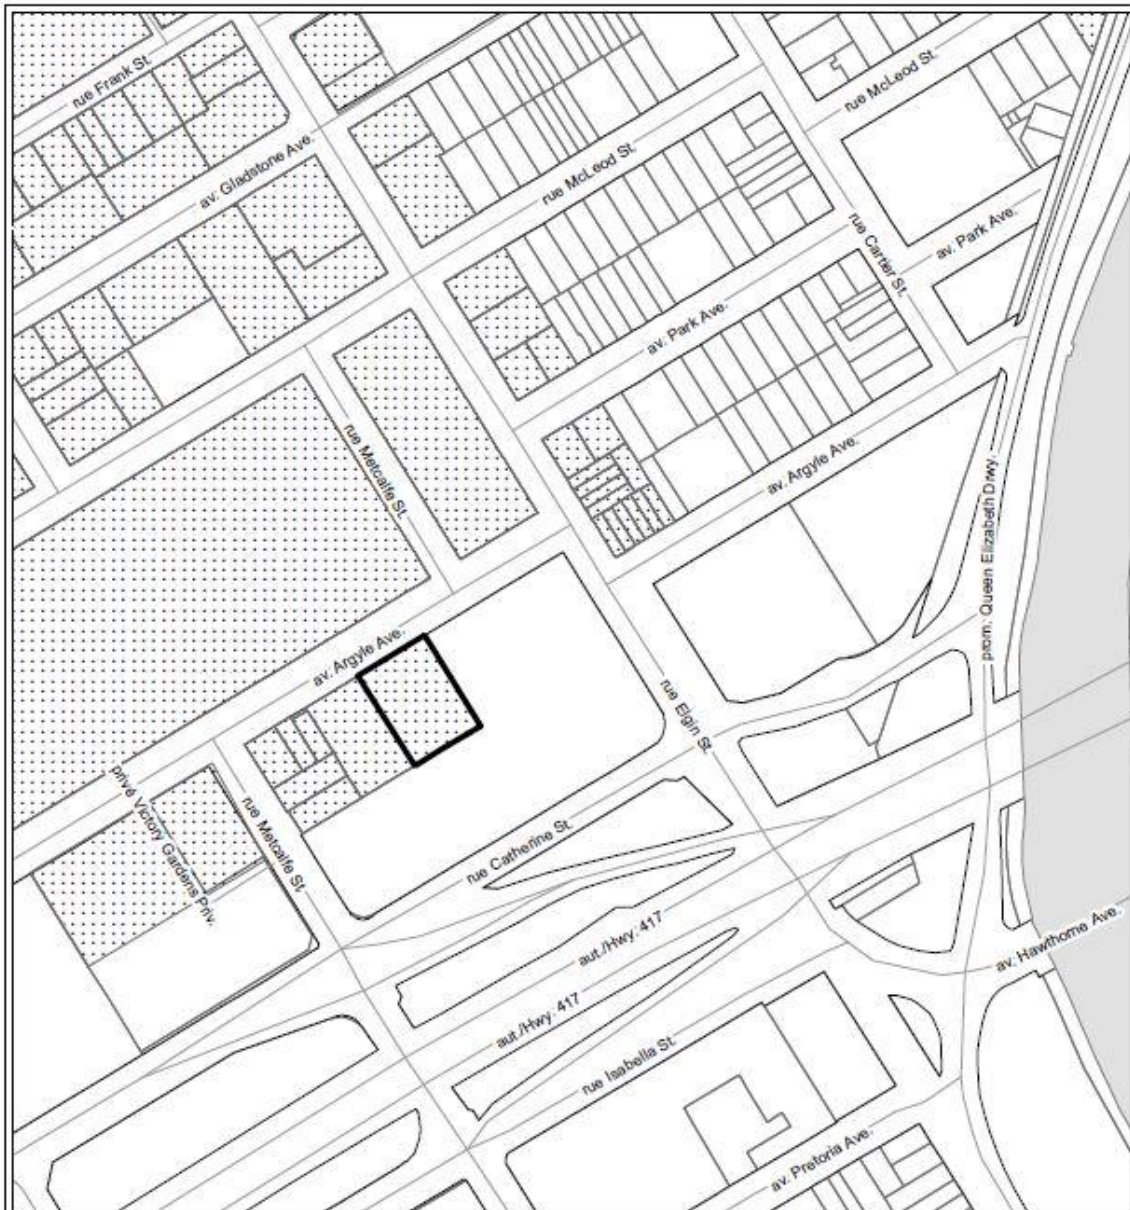 rue Frank St.
rue McLeod St.
av. Gladstone Ave.
rue McLeod St.
rue Cartier St.
av. Park Ave.
av. Park Ave.
rue Metcalfe St.
av. Argyle Ave.
prom. Queen Elizabeth Drwy.
av. Argyle Ave.
rue Elgin St.
privé Victory Gardens Priv.
rue Metcalfe St.
rue Catherine St.
aut./Hwy. 417
av. Hawthorne Ave.
aut./Hwy. 417
rue Isabella St.
av. Pretoria Ave.